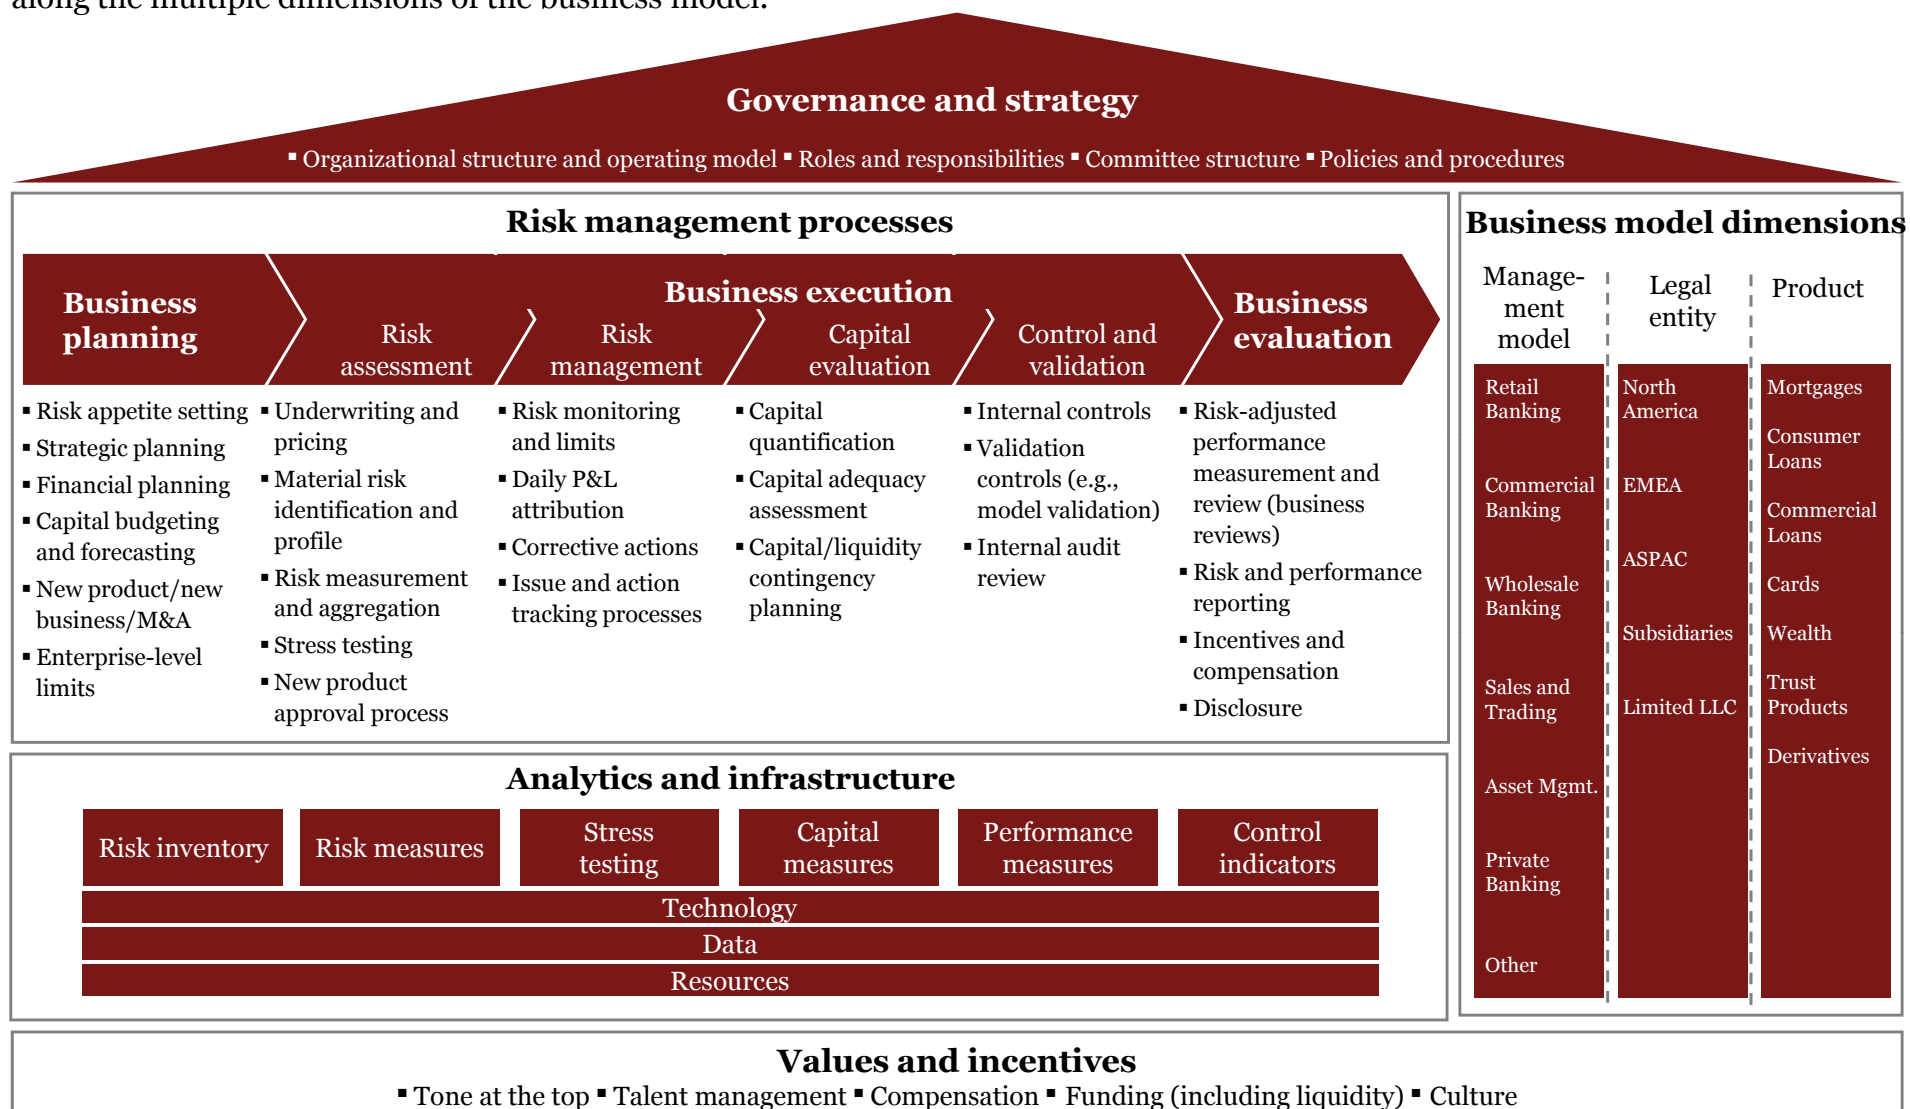 along the multiple dimensions of the business model.
Governance and strategy
▪ Organizational structure and operating model ▪ Roles and responsibilities ▪ Committee structure ▪ Policies and procedures
Risk management processes
Business
planning
Business execution
Risk
assessment
Risk
management
Capital
evaluation
Control and
validation
Business
evaluation
▪ Risk appetite setting
▪ Strategic planning
▪ Financial planning
▪ Capital budgeting
and forecasting
▪ New product/new
business/M&A
▪ Enterprise-level
limits
▪ Underwriting and
pricing
▪ Material risk
identification and
profile
▪ Risk measurement
and aggregation
▪ Stress testing
▪ New product
approval process
▪ Risk monitoring
and limits
▪ Daily P&L
attribution
▪ Corrective actions
▪ Issue and action
tracking processes
▪ Capital
quantification
▪ Capital adequacy
assessment
▪ Capital/liquidity
contingency
planning
▪ Internal controls
▪ Validation
controls (e.g.,
model validation)
▪ Internal audit
review
▪ Risk-adjusted
performance
measurement and
review (business
reviews)
▪ Risk and performance
reporting
▪ Incentives and
compensation
▪ Disclosure
Business model dimensions
Manage-
ment
model
Retail
Banking
Commercial
Banking
Wholesale
Banking
Sales and
Trading
Asset Mgmt.
Private
Banking
Other
Legal
entity
North
America
EMEA
ASPAC
Subsidiaries
Limited LLC
Product
Mortgages
Consumer
Loans
Commercial
Loans
Cards
Wealth
Trust
Products
Derivatives
Analytics and infrastructure
Risk inventory
Risk measures
Stress
testing
Capital
measures
Performance
measures
Control
indicators
Technology
Data
Resources
Values and incentives
▪ Tone at the top ▪ Talent management ▪ Compensation ▪ Funding (including liquidity) ▪ Culture